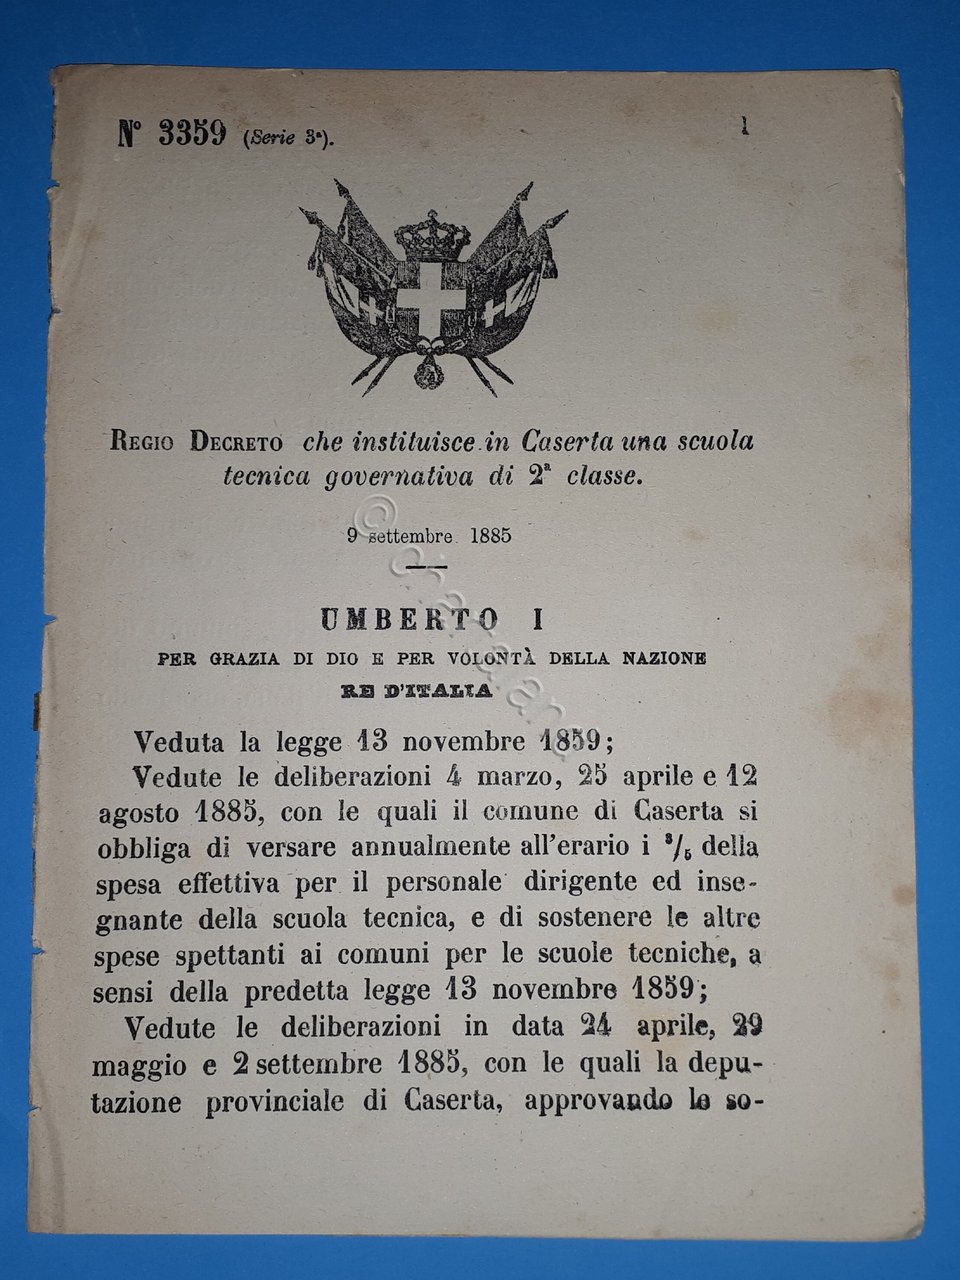 Nº 3359 (Serie 3ª).
1
REGIO DECRETO che instituisce in Caserta una scuola
tecnica governativa di 2ª classe.
9 settembre 1885
UMBERTO I
PER GRAZIA DI DIO E PER VOLONTÀ DELLA NAZIONE
RE D'ITALIA
Veduta la legge 13 novembre 1859;
Vedute le deliberazioni 4 marzo, 25 aprile e 12
agosto 1885, con le quali il comune di Caserta si
obbliga di versare annualmente all'erario i 3/5 della
spesa effettiva per il personale dirigente ed inse-
gnante della scuola tecnica, e di sostenere le altre
spese spettanti ai comuni per le scuole tecniche, a
sensi della predetta legge 13 novembre 1859;
Vedute le deliberazioni in data 24 aprile, 29
maggio e 2 settembre 1885, con le quali la depu-
tazione provinciale di Caserta, approvando le so-